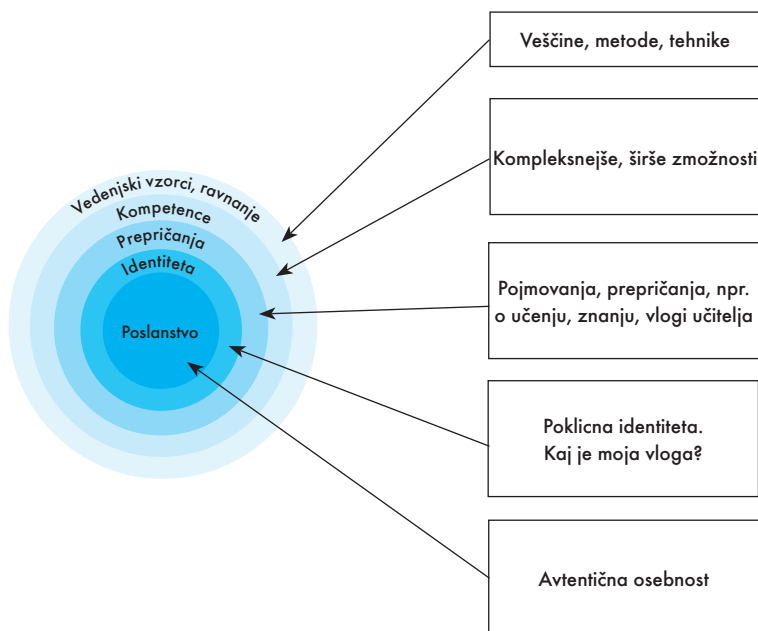 Veščine, metode, tehnike
Kompleksnejše, širše zmožnosti
Vedenjski vzorci, ravnanje
Kompetence
Prepričanja
Identiteta
Poslanstvo
Pojmovanja, prepričanja, npr.
o učenju, znanju, vlogi učitelja
Poklicna identiteta.
Kaj je moja vloga?
Avtentična osebnost